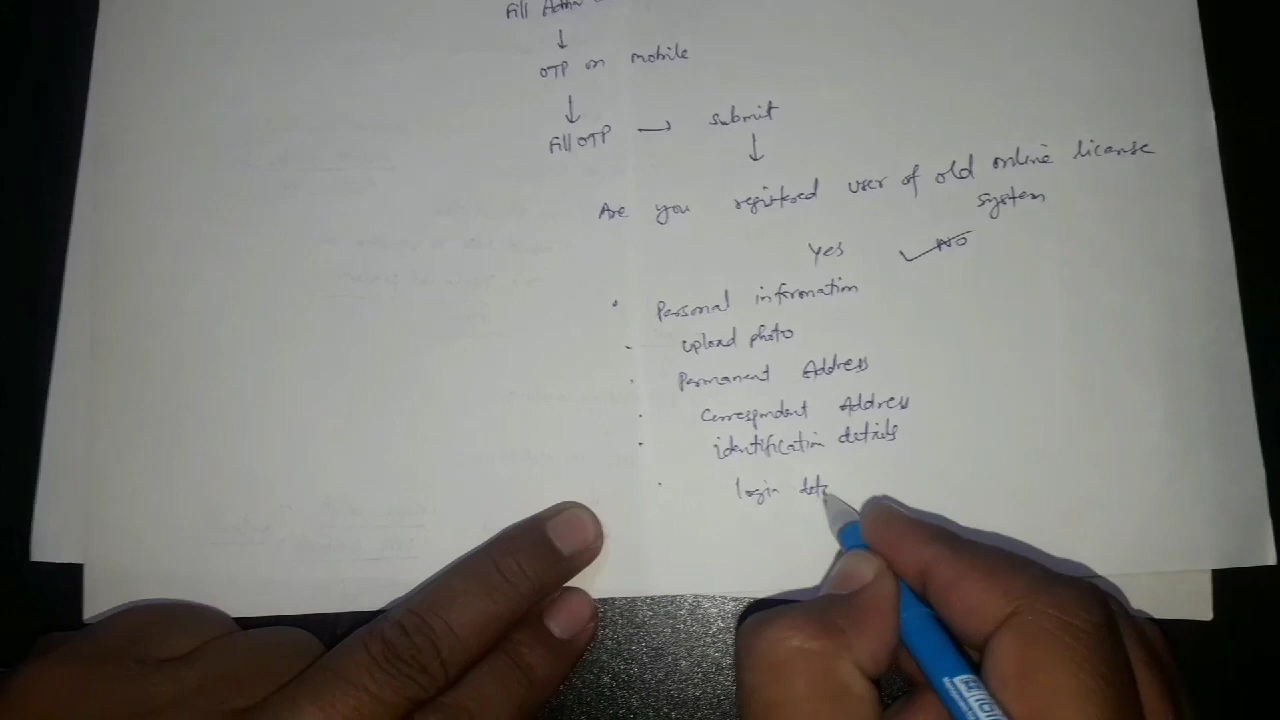 Fill
↓
OTP on mobile
↓
Fill OTP → submit
↓
Are you registered user of old online license
system
Yes ✓ No
• Personal information
• Upload photo
• Permanent Address
• Correspondent Address
• identification details
• login deta